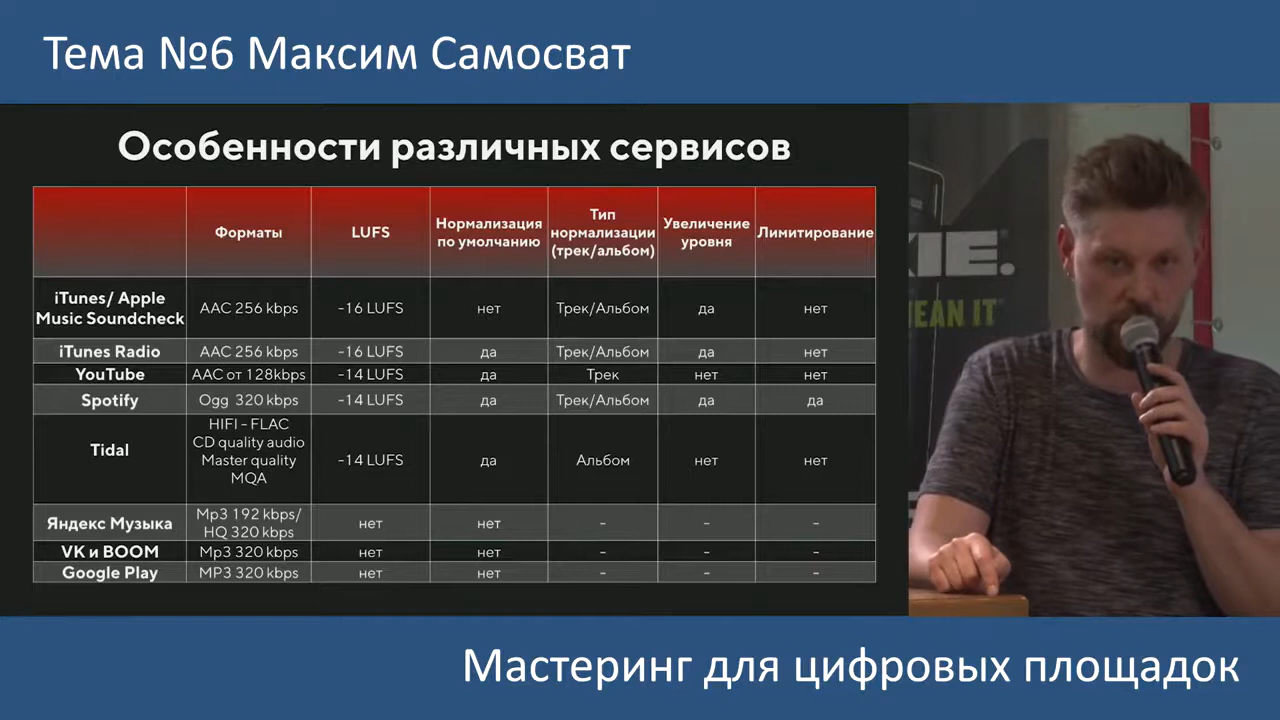 Тема №6 Максим Самосват
Особенности различных сервисов
Форматы
LUFS
Нормализация
по умолчанию
Тип
нормализации
(трек/альбом)
Увеличение
уровня
Лимитирование
iTunes/ Apple
Music Soundcheck
AAC 256 kbps
-16 LUFS
нет
Трек/Альбом
да
нет
iTunes Radio
AAC 256 kbps
-16 LUFS
да
Трек/Альбом
да
нет
YouTube
AAC от 128kbps
-14 LUFS
да
Трек
нет
нет
Spotify
Ogg 320 kbps
-14 LUFS
да
Трек/Альбом
да
да
Tidal
HIFI - FLAC
CD quality audio
Master quality
MQA
-14 LUFS
да
Альбом
нет
нет
Яндекс Музыка
Mp3 192 kbps/
HQ 320 kbps
нет
нет
-
-
-
VK и BOOM
Mp3 320 kbps
нет
нет
-
-
-
Google Play
MP3 320 kbps
нет
нет
-
-
-
KIE.
EAN IT
Мастеринг для цифровых площадок